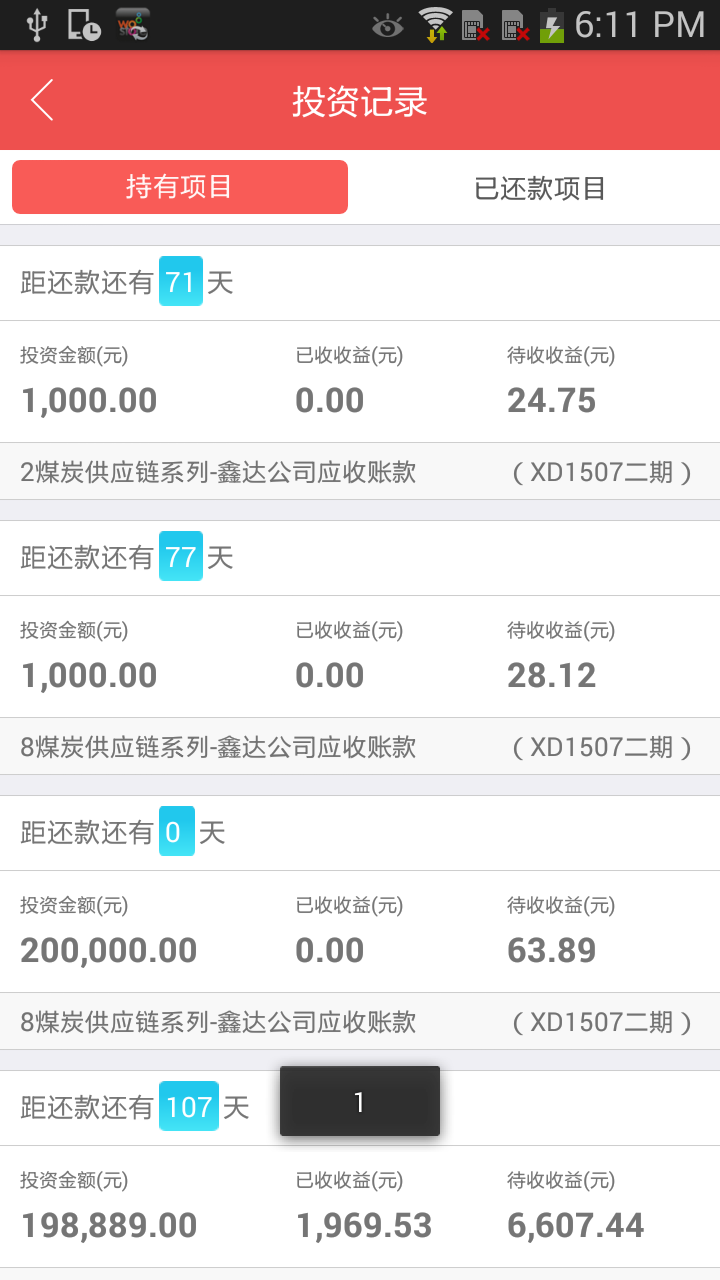 6:11 PM
投资记录
持有项目 已还款项目
距还款还有 71 天
投资金额(元) 已收收益(元) 待收收益(元)
1,000.00 0.00 24.75
2煤炭供应链系列-鑫达公司应收账款 （XD1507二期）
距还款还有 77 天
投资金额(元) 已收收益(元) 待收收益(元)
1,000.00 0.00 28.12
8煤炭供应链系列-鑫达公司应收账款 （XD1507二期）
距还款还有 0 天
投资金额(元) 已收收益(元) 待收收益(元)
200,000.00 0.00 63.89
8煤炭供应链系列-鑫达公司应收账款 （XD1507二期）
距还款还有 107 天
1
投资金额(元) 已收收益(元) 待收收益(元)
198,889.00 1,969.53 6,607.44